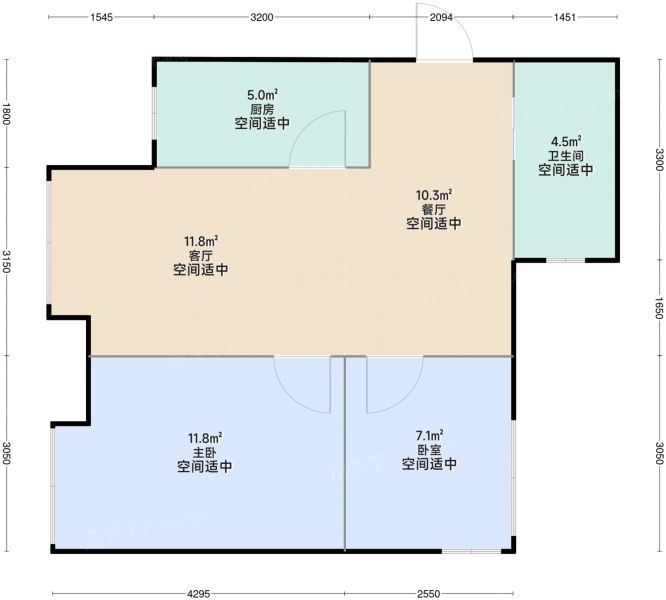 1545
3200
2094
1451
1800
3150
3050
3300
1650
3050
5.0㎡
厨房
空间适中
4.5㎡
卫生间
空间适中
10.3㎡
餐厅
空间适中
11.8㎡
客厅
空间适中
11.8㎡
主卧
空间适中
7.1㎡
卧室
空间适中
4295
2550